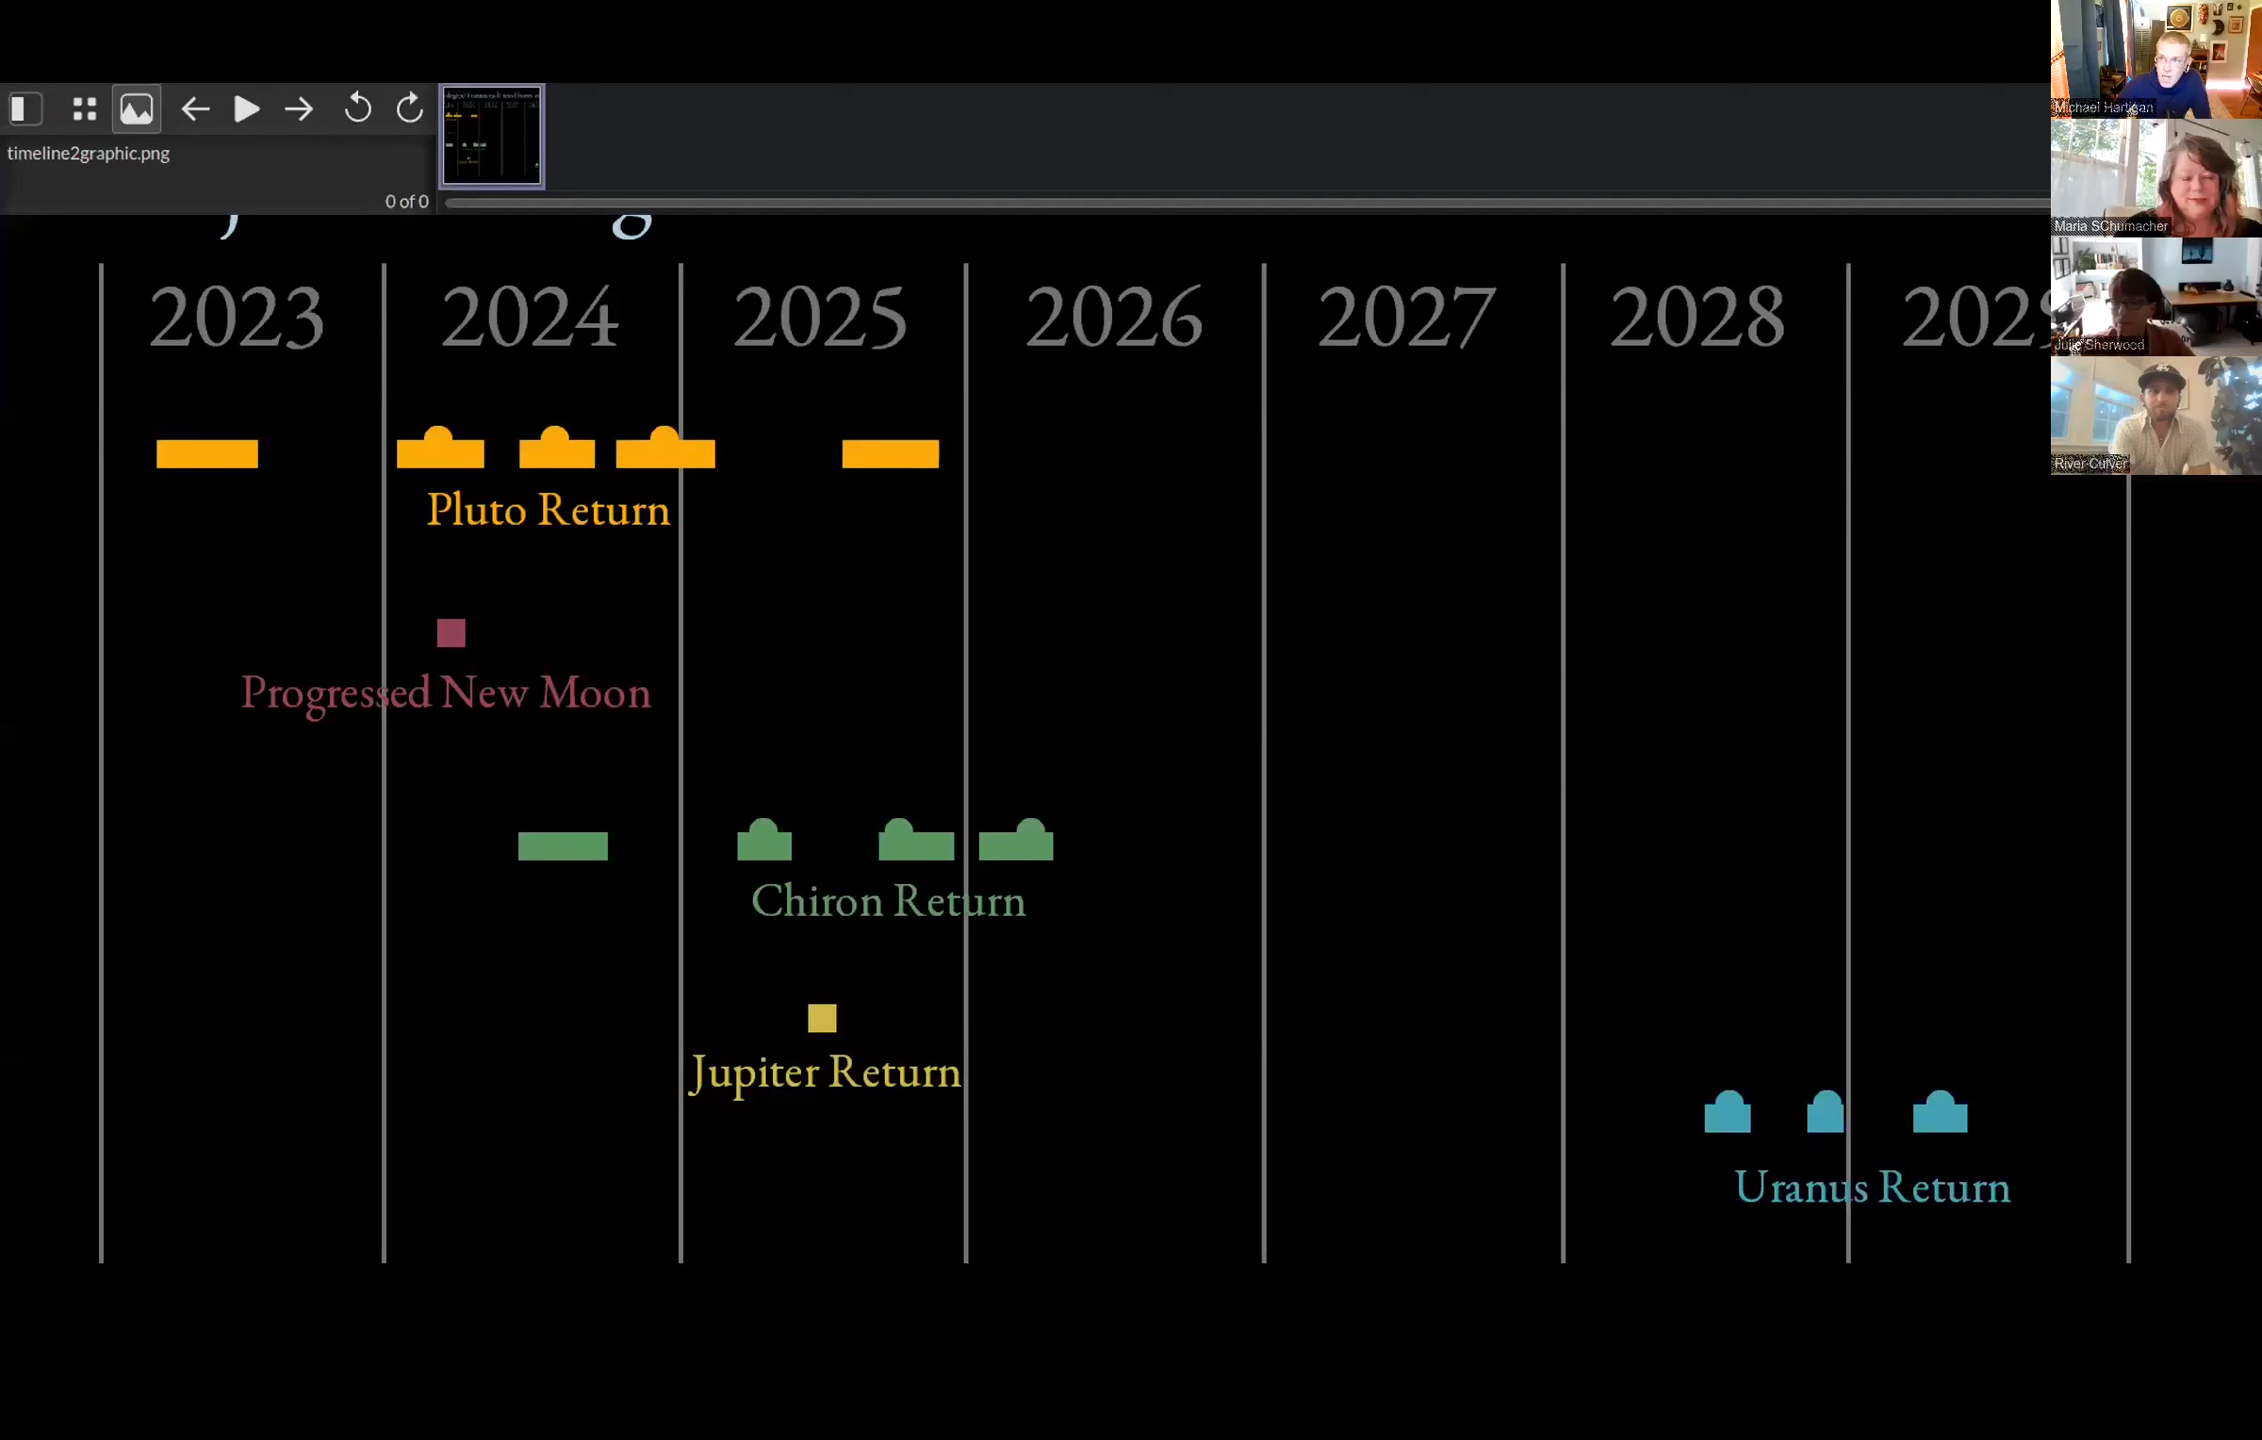 Michael Hartigan
timeline2graphic.png
0 of 0
Maria SChumacher
2023 2024 2025 2026 2027 2028
Julie Sherwood
River Culver
Pluto Return
Progressed New Moon
Chiron Return
Jupiter Return
Uranus Return